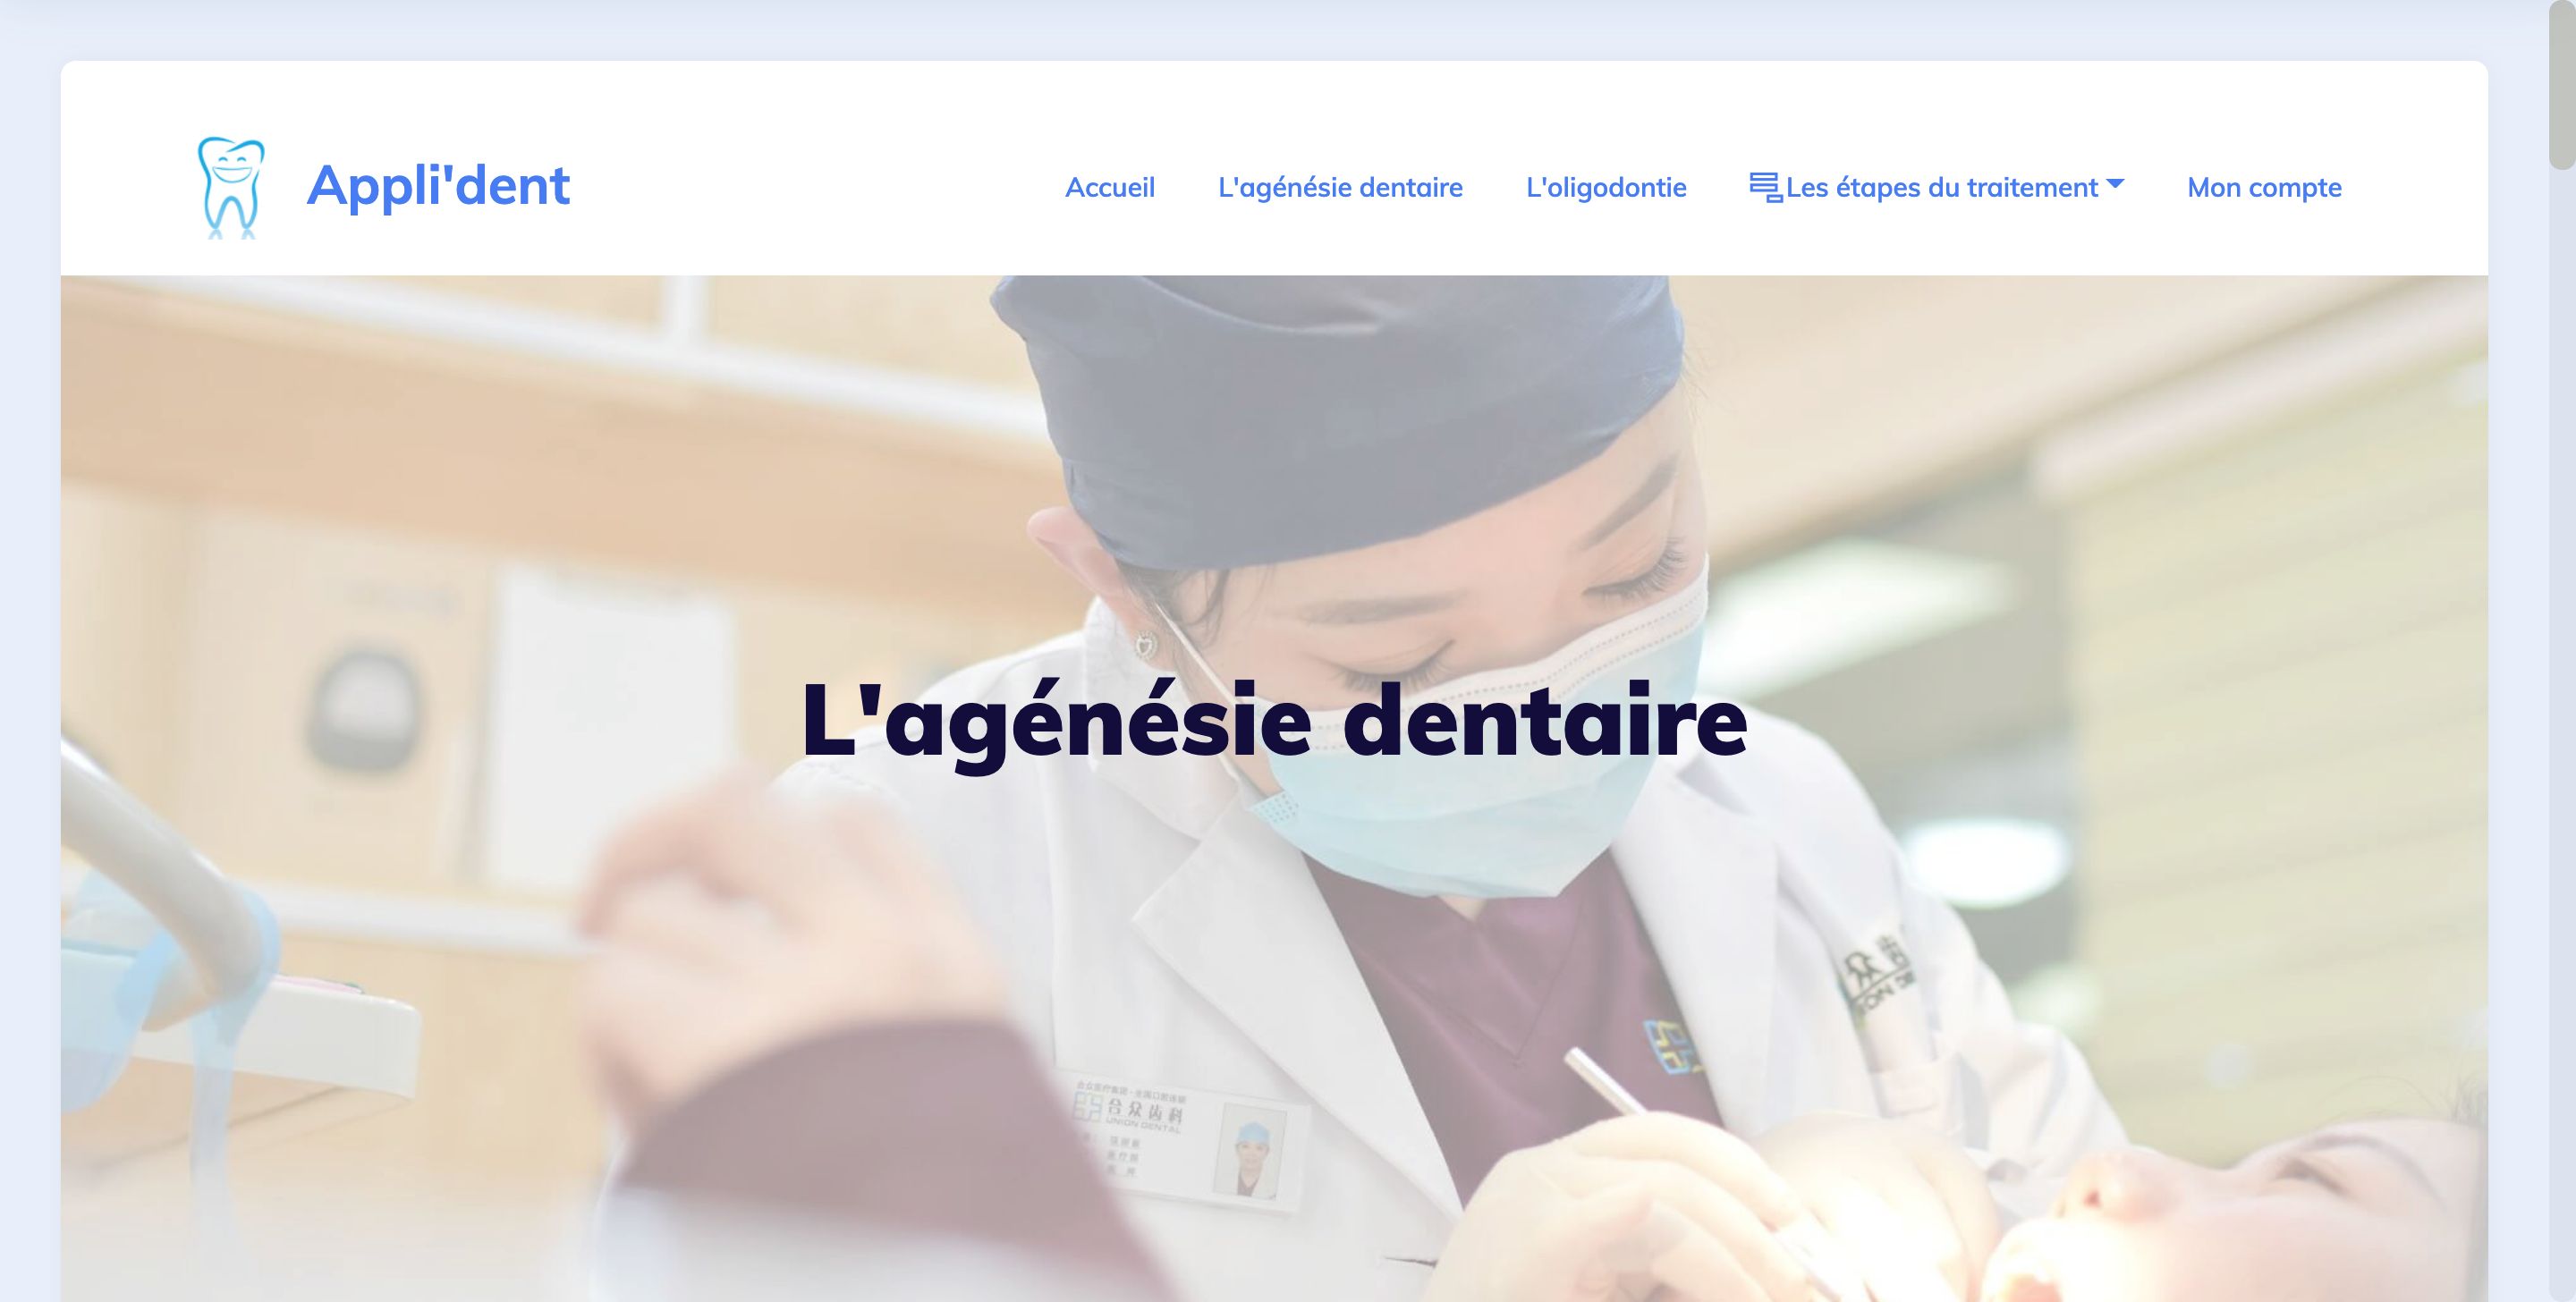 Appli'dent
Accueil
L'agénésie dentaire
L'oligodontie
Les étapes du traitement
Mon compte
L'agénésie dentaire
合众齿科
UNION DENTAL